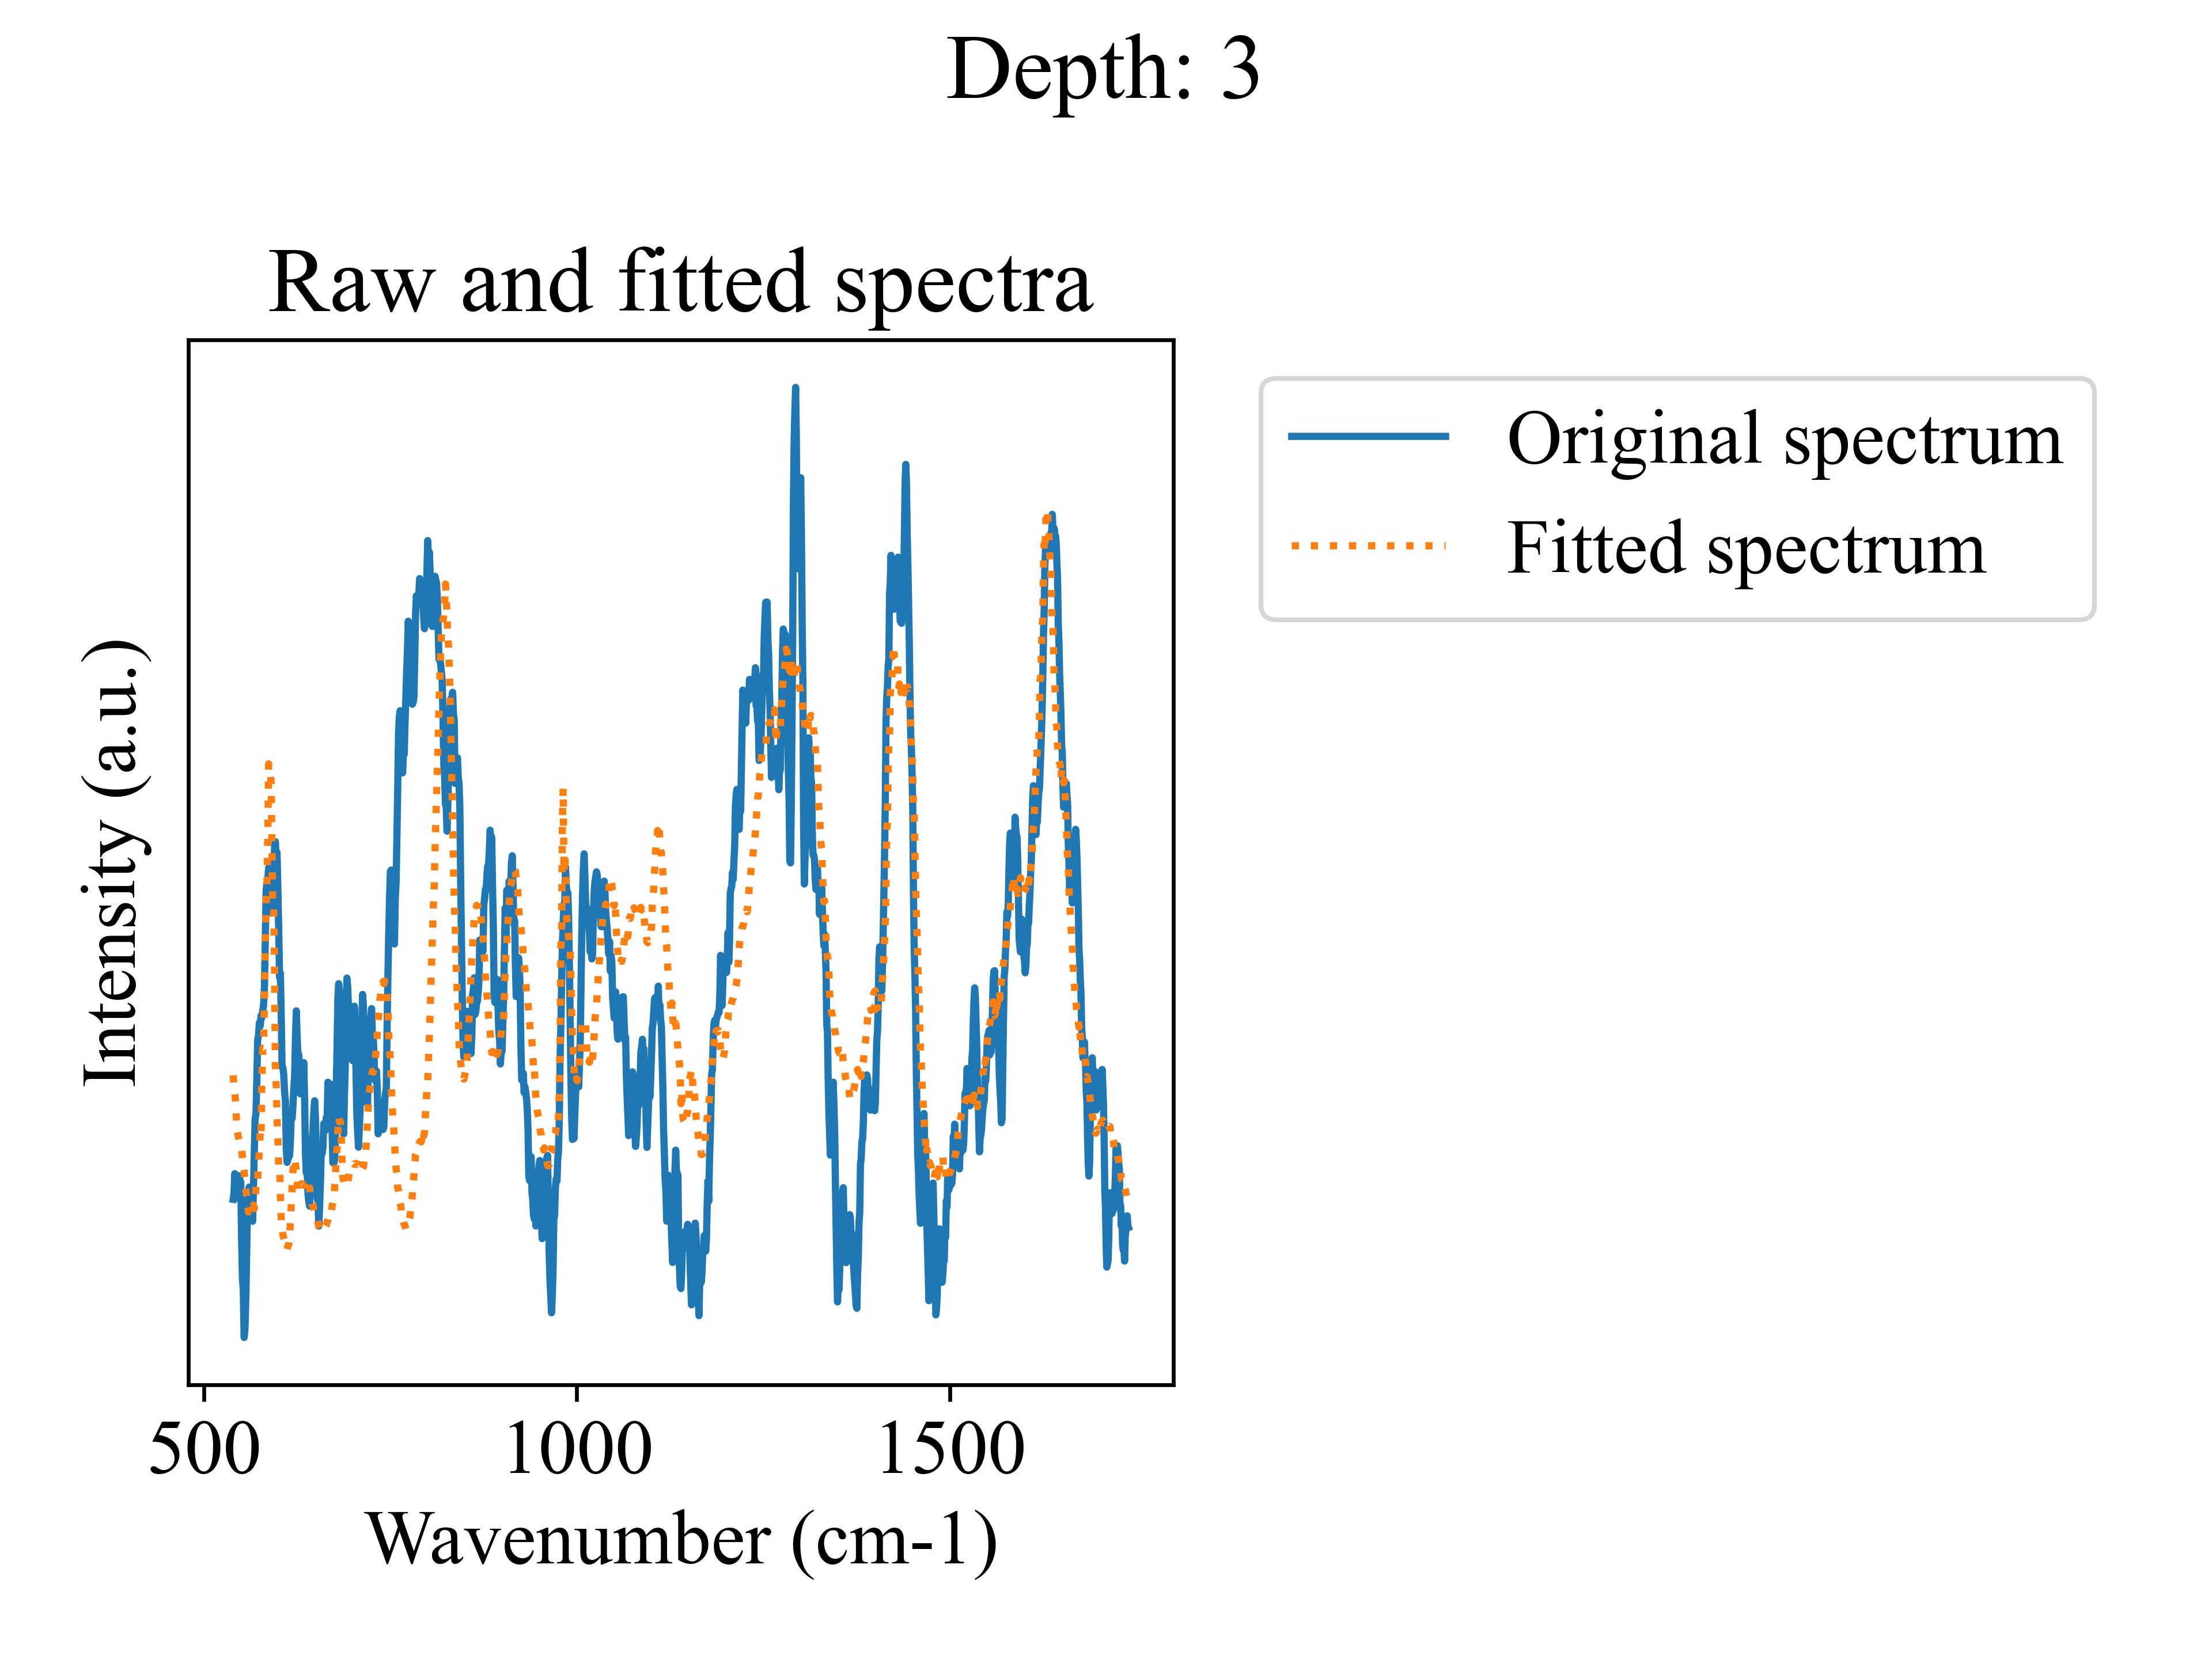 Depth: 3
Raw and fitted spectra
Original spectrum
Fitted spectrum
Intensity (a.u.)
500
1000
1500
Wavenumber (cm-1)